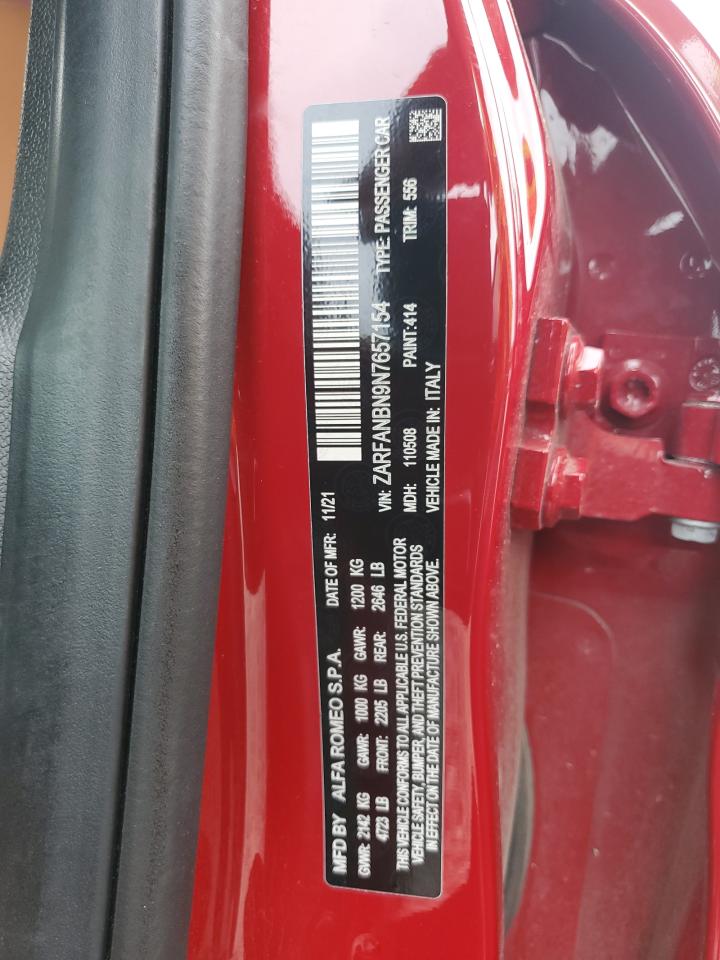 MFD BY ALFA ROMEO S.P.A. DATE OF MFR: 11/21
GVWR: 2142 KG GAWR: 1000 KG GAWR: 1200 KG
4723 LB FRONT: 2205 LB REAR: 2646 LB
THIS VEHICLE CONFORMS TO ALL APPLICABLE U.S. FEDERAL MOTOR
VEHICLE SAFETY, BUMPER, AND THEFT PREVENTION STANDARDS
IN EFFECT ON THE DATE OF MANUFACTURE SHOWN ABOVE.
VIN: ZARFANBN9N7657154 TYPE: PASSENGER CAR
MDH: 110508 PAINT:414 TRIM: 556
VEHICLE MADE IN: ITALY